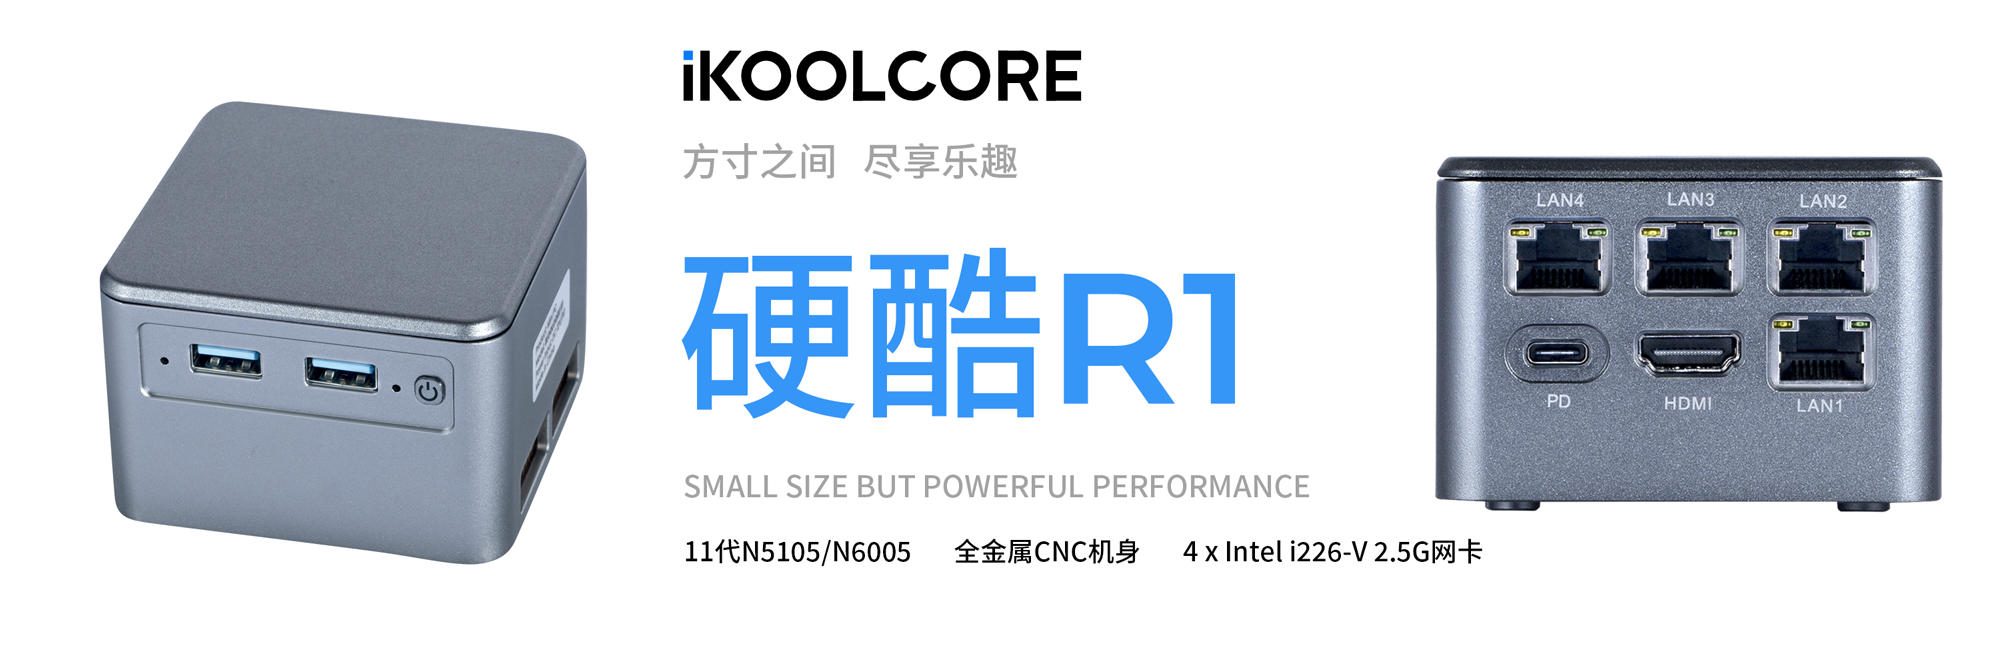 iKOOLCORE
方寸之间 尽享乐趣
硬酷R1
SMALL SIZE BUT POWERFUL PERFORMANCE
11代N5105/N6005 全金属CNC机身 4 x Intel i226-V 2.5G网卡
LAN4 LAN3 LAN2
PD HDMI LAN1